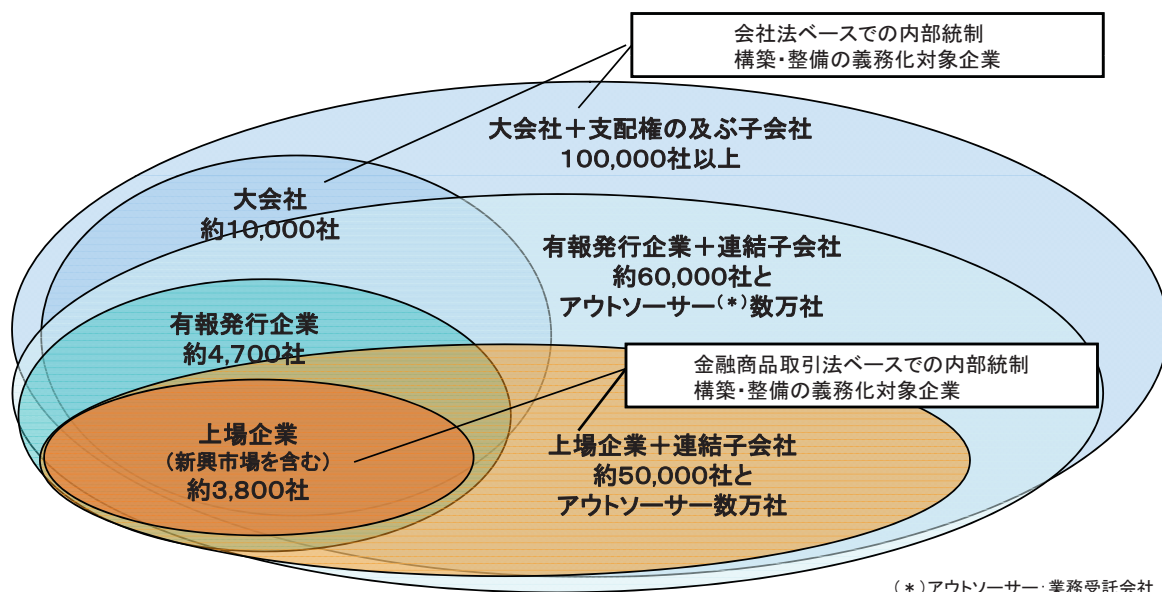 会社法ベースでの内部統制
構築・整備の義務化対象企業
大会社＋支配権の及ぶ子会社
100,000社以上
大会社
約10,000社
有報発行企業＋連結子会社
約60,000社と
アウトソーサー(*)数万社
有報発行企業
約4,700社
金融商品取引法ベースでの内部統制
構築・整備の義務化対象企業
上場企業
（新興市場を含む）
約3,800社
上場企業＋連結子会社
約50,000社と
アウトソーサー数万社
(*)アウトソーサー：業務受託会社